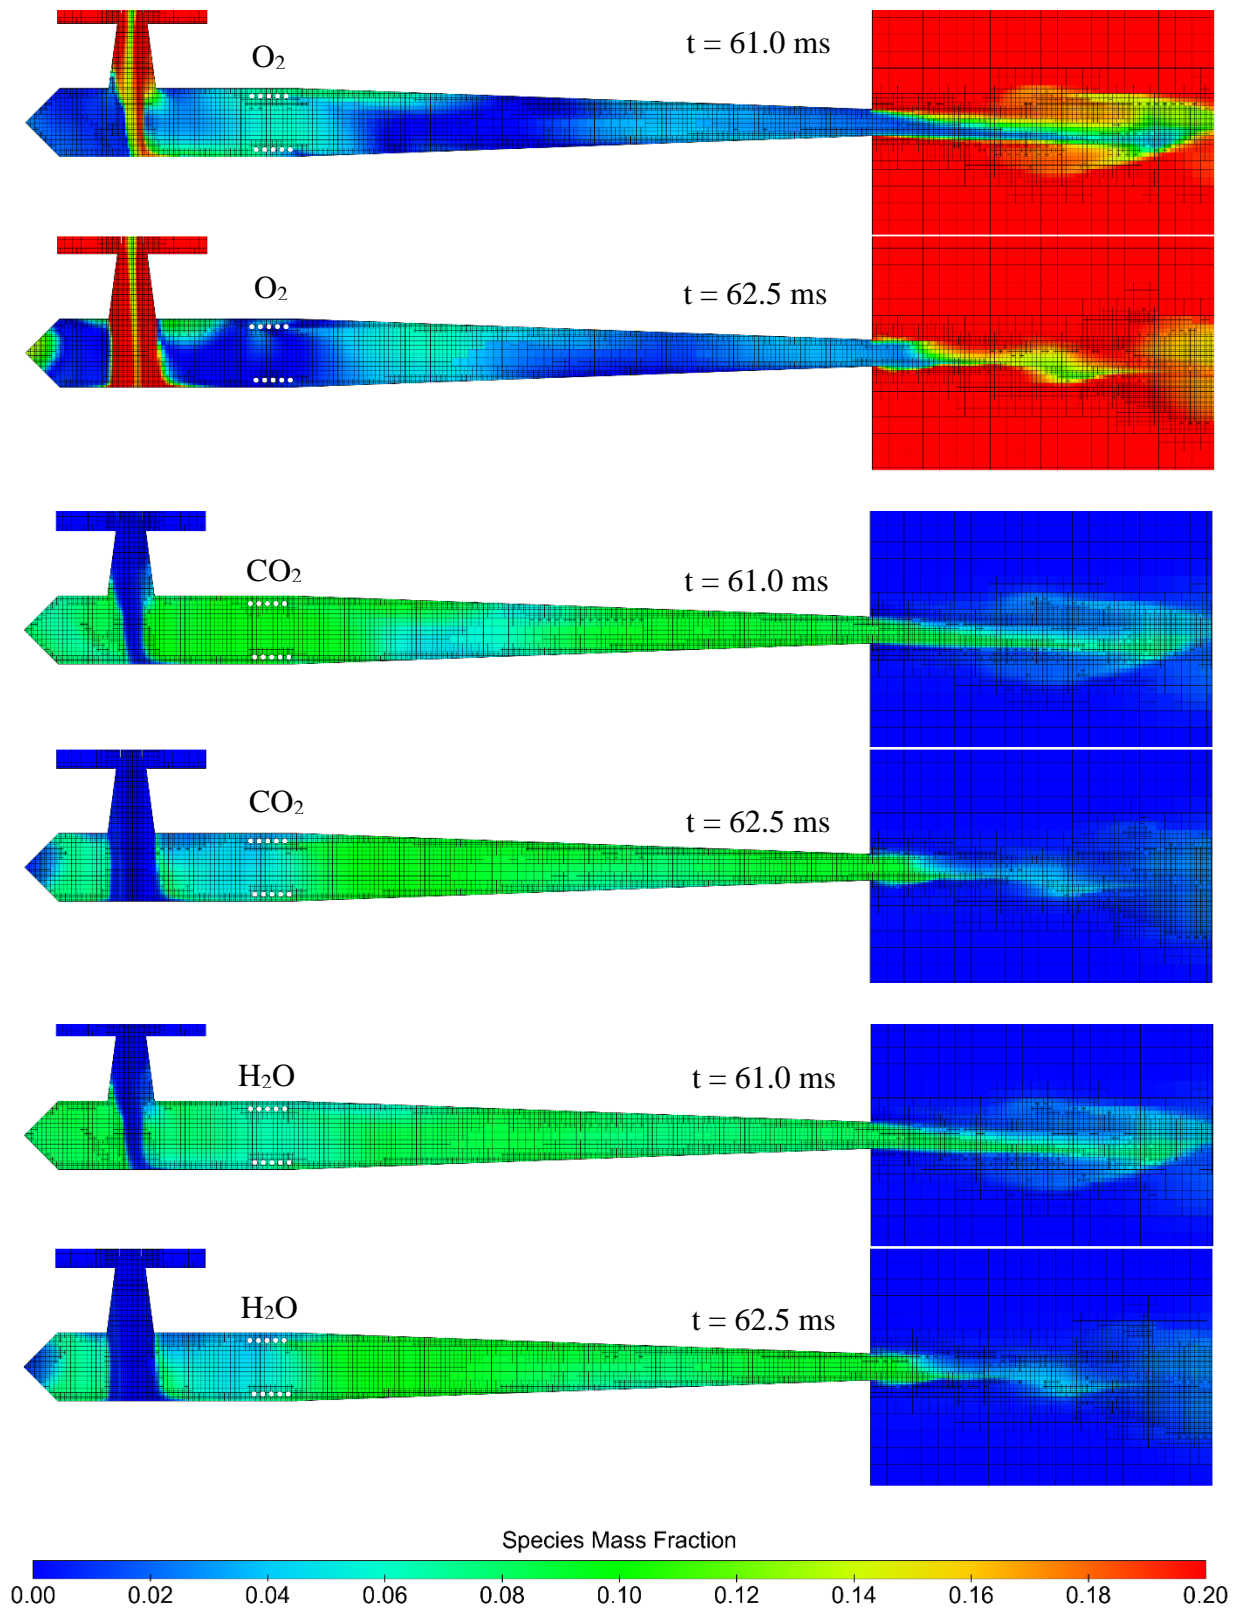 O₂
t = 61.0 ms
O₂
t = 62.5 ms
CO₂
t = 61.0 ms
CO₂
t = 62.5 ms
H₂O
t = 61.0 ms
H₂O
t = 62.5 ms
Species Mass Fraction
0.00 0.02 0.04 0.06 0.08 0.10 0.12 0.14 0.16 0.18 0.20